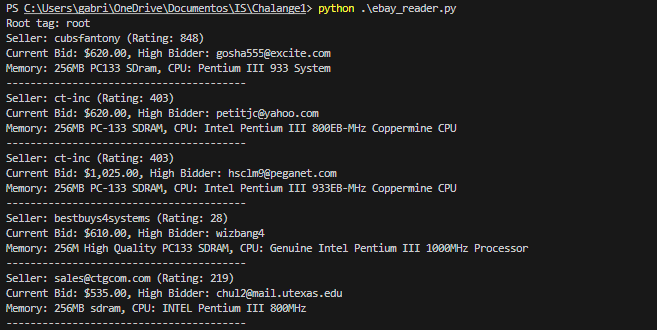 PS C:\Users\gabri\OneDrive\Documentos\IS\Chalange1> python .\ebay_reader.py
Root tag: root
Seller: cubsfantony (Rating: 848)
Current Bid: $620.00, High Bidder: gosha555@excite.com
Memory: 256MB PC133 SDram, CPU: Pentium III 933 System
----------------------------------------
Seller: ct-inc (Rating: 403)
Current Bid: $620.00, High Bidder: petitjc@yahoo.com
Memory: 256MB PC-133 SDRAM, CPU: Intel Pentium III 800EB-MHz Coppermine CPU
----------------------------------------
Seller: ct-inc (Rating: 403)
Current Bid: $1,025.00, High Bidder: hsclm9@peganet.com
Memory: 256MB PC-133 SDRAM, CPU: Intel Pentium III 933EB-MHz Coppermine CPU
----------------------------------------
Seller: bestbuys4systems (Rating: 28)
Current Bid: $610.00, High Bidder: wizbang4
Memory: 256M High Quality PC133 SDRAM, CPU: Genuine Intel Pentium III 1000MHz Processor
----------------------------------------
Seller: sales@ctgcom.com (Rating: 219)
Current Bid: $535.00, High Bidder: chul2@mail.utexas.edu
Memory: 256MB sdram, CPU: INTEL Pentium III 800MHz
----------------------------------------